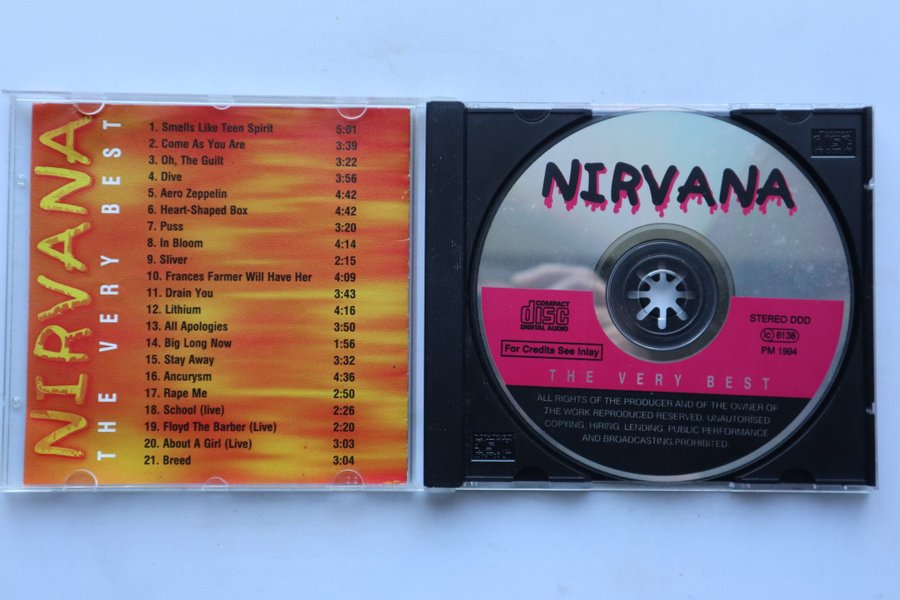 NIRVANA
THE VERY BEST
1. Smells Like Teen Spirit 5:01
2. Come As You Are 3:39
3. Oh, The Guilt 3:22
4. Dive 3:56
5. Aero Zeppelin 4:42
6. Heart-Shaped Box 4:42
7. Puss 3:20
8. In Bloom 4:14
9. Sliver 2:15
10. Frances Farmer Will Have Her 4:09
11. Drain You 3:43
12. Lithium 4:16
13. All Apologies 3:50
14. Big Long Now 1:56
15. Stay Away 3:32
16. Ancurysm 4:36
17. Rape Me 2:50
18. School (live) 2:26
19. Floyd The Barber (Live) 2:20
20. About A Girl (Live) 3:03
21. Breed 3:04
NIRVANA
COMPACT
disc
DIGITAL AUDIO
For Credits See Inlay
STEREO DDD
lc 6138
PM 1994
THE VERY BEST
ALL RIGHTS OF THE PRODUCER AND OF THE OWNER OF
THE WORK REPRODUCED RESERVED. UNAUTORISED
COPYING, HIRING, LENDING, PUBLIC PERFORMANCE
AND BROADCASTING PROHIBITED.